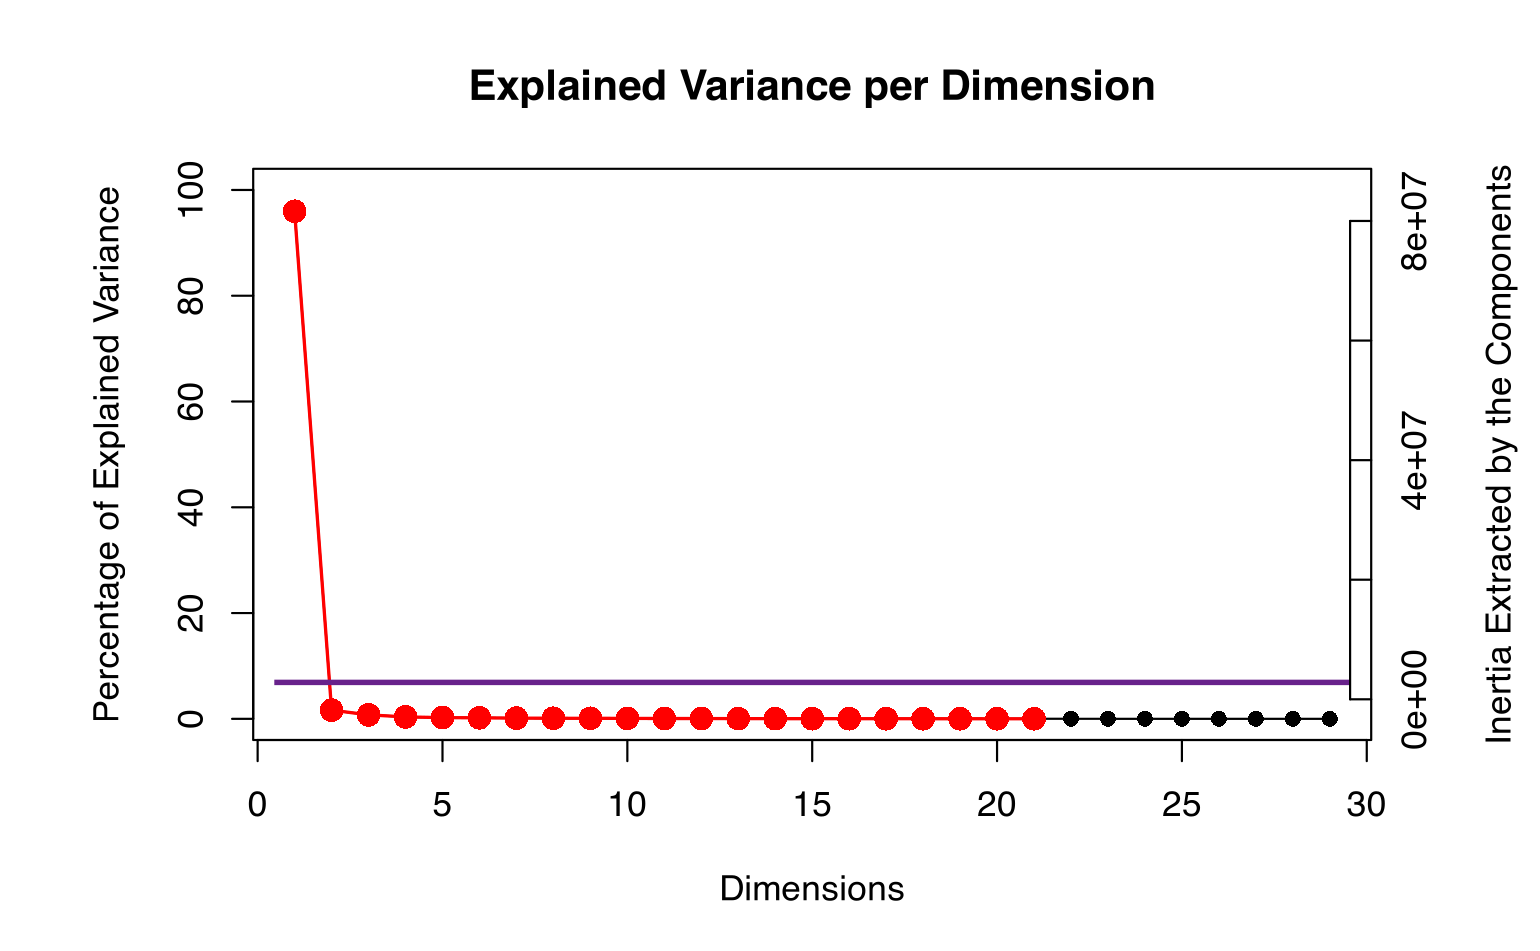 Explained Variance per Dimension
Percentage of Explained Variance
100
80
60
40
20
0
8e+07
4e+07
0e+00
Inertia Extracted by the Components
0 5 10 15 20 25 30
Dimensions